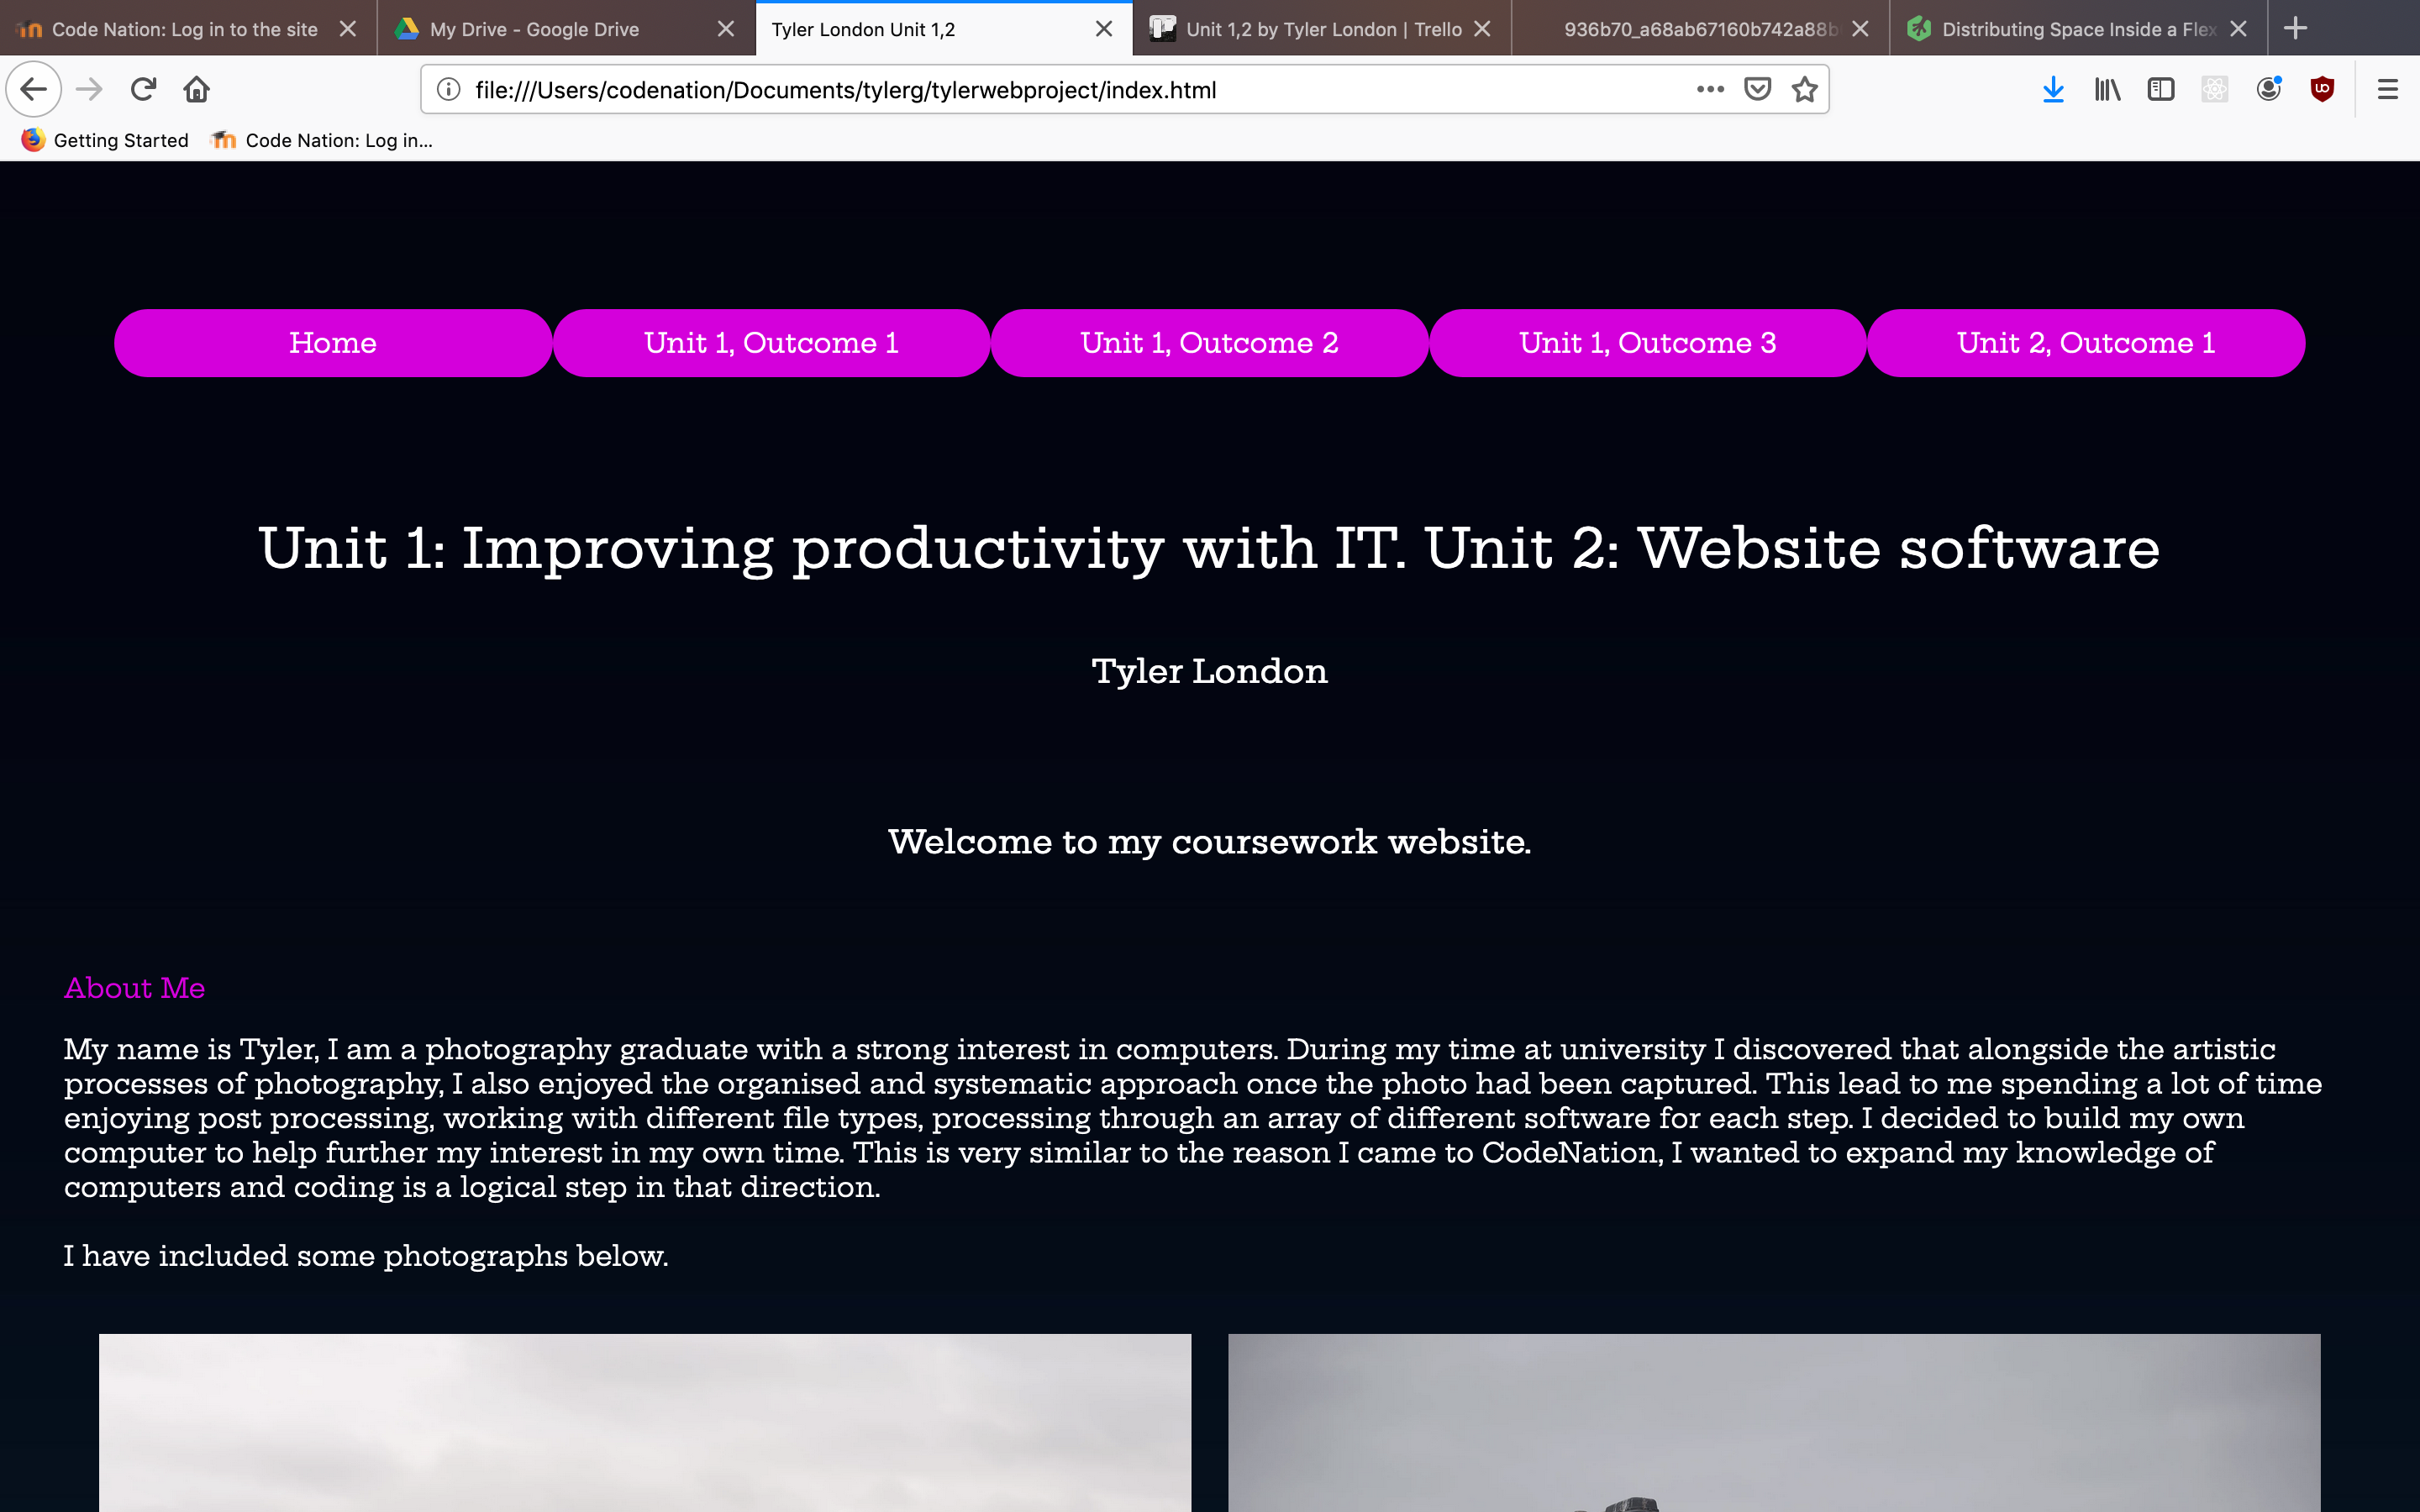 Code Nation: Log in to the site
My Drive - Google Drive
Tyler London Unit 1,2
Unit 1,2 by Tyler London | Trello
936b70_a68ab67160b742a88b
Distributing Space Inside a Flex
file:///Users/codenation/Documents/tylerg/tylerwebproject/index.html
Getting Started
Code Nation: Log in...
Home
Unit 1, Outcome 1
Unit 1, Outcome 2
Unit 1, Outcome 3
Unit 2, Outcome 1
Unit 1: Improving productivity with IT. Unit 2: Website software
Tyler London
Welcome to my coursework website.
About Me
My name is Tyler, I am a photography graduate with a strong interest in computers. During my time at university I discovered that alongside the artistic
processes of photography, I also enjoyed the organised and systematic approach once the photo had been captured. This lead to me spending a lot of time
enjoying post processing, working with different file types, processing through an array of different software for each step. I decided to build my own
computer to help further my interest in my own time. This is very similar to the reason I came to CodeNation, I wanted to expand my knowledge of
computers and coding is a logical step in that direction.
I have included some photographs below.